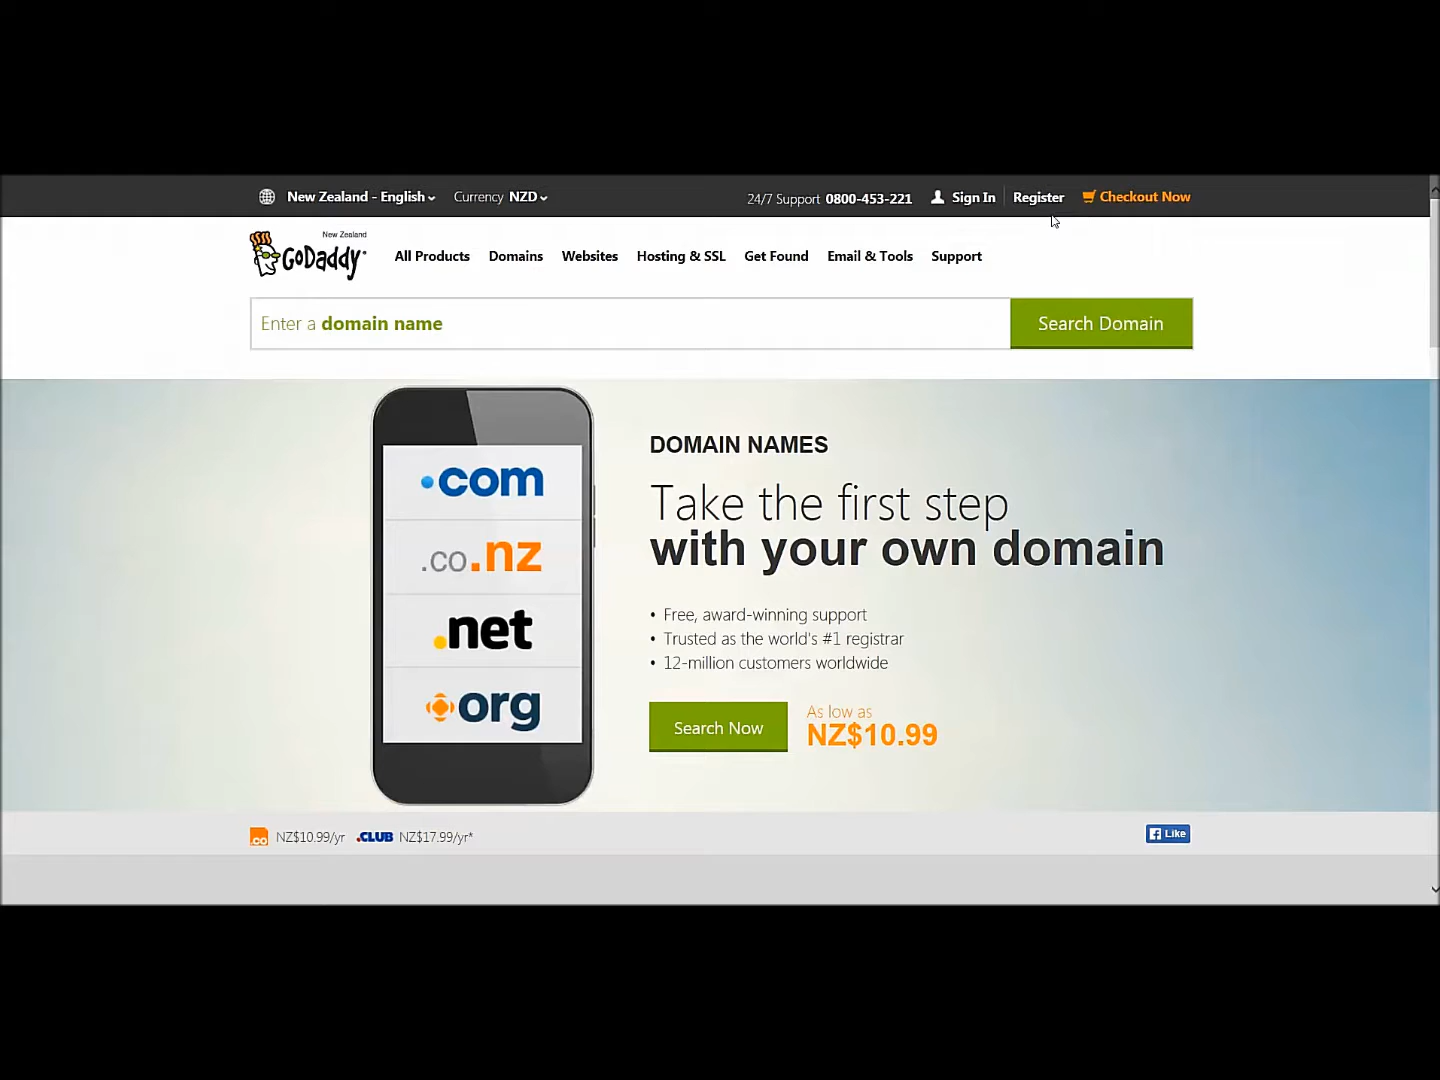 New Zealand - English
Currency NZD
24/7 Support 0800-453-221
Sign In
Register
Checkout Now
New Zealand
GoDaddy
All Products
Domains
Websites
Hosting & SSL
Get Found
Email & Tools
Support
Enter a domain name
Search Domain
.com
.co.nz
.net
org
DOMAIN NAMES
Take the first step
with your own domain
• Free, award-winning support
• Trusted as the world's #1 registrar
• 12-million customers worldwide
Search Now
As low as
NZ$10.99
.co NZ$10.99/yr
.CLUB NZ$17.99/yr*
Like